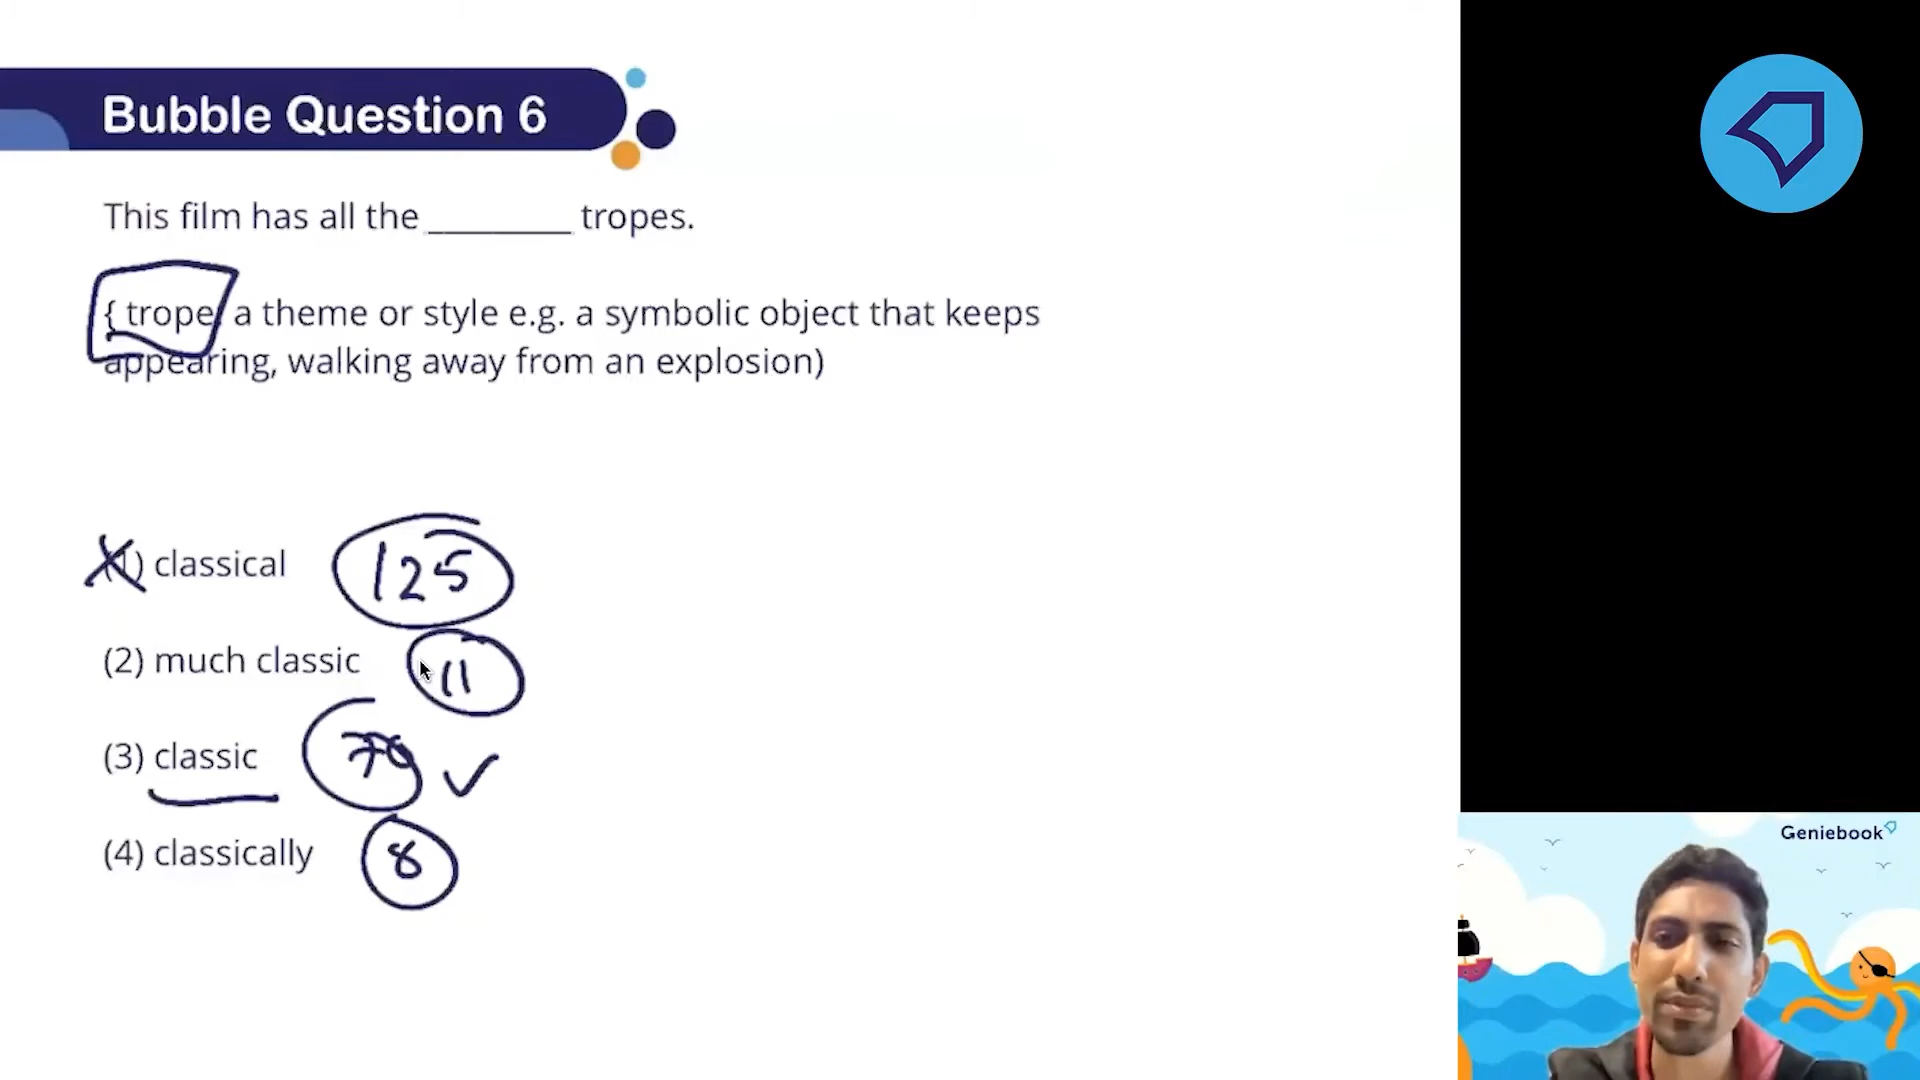 Bubble Question 6
This film has all the ________ tropes.
{ trope, a theme or style e.g. a symbolic object that keeps
appearing, walking away from an explosion)
(1) classical 125
(2) much classic 11
(3) classic 79
(4) classically 8
Geniebook